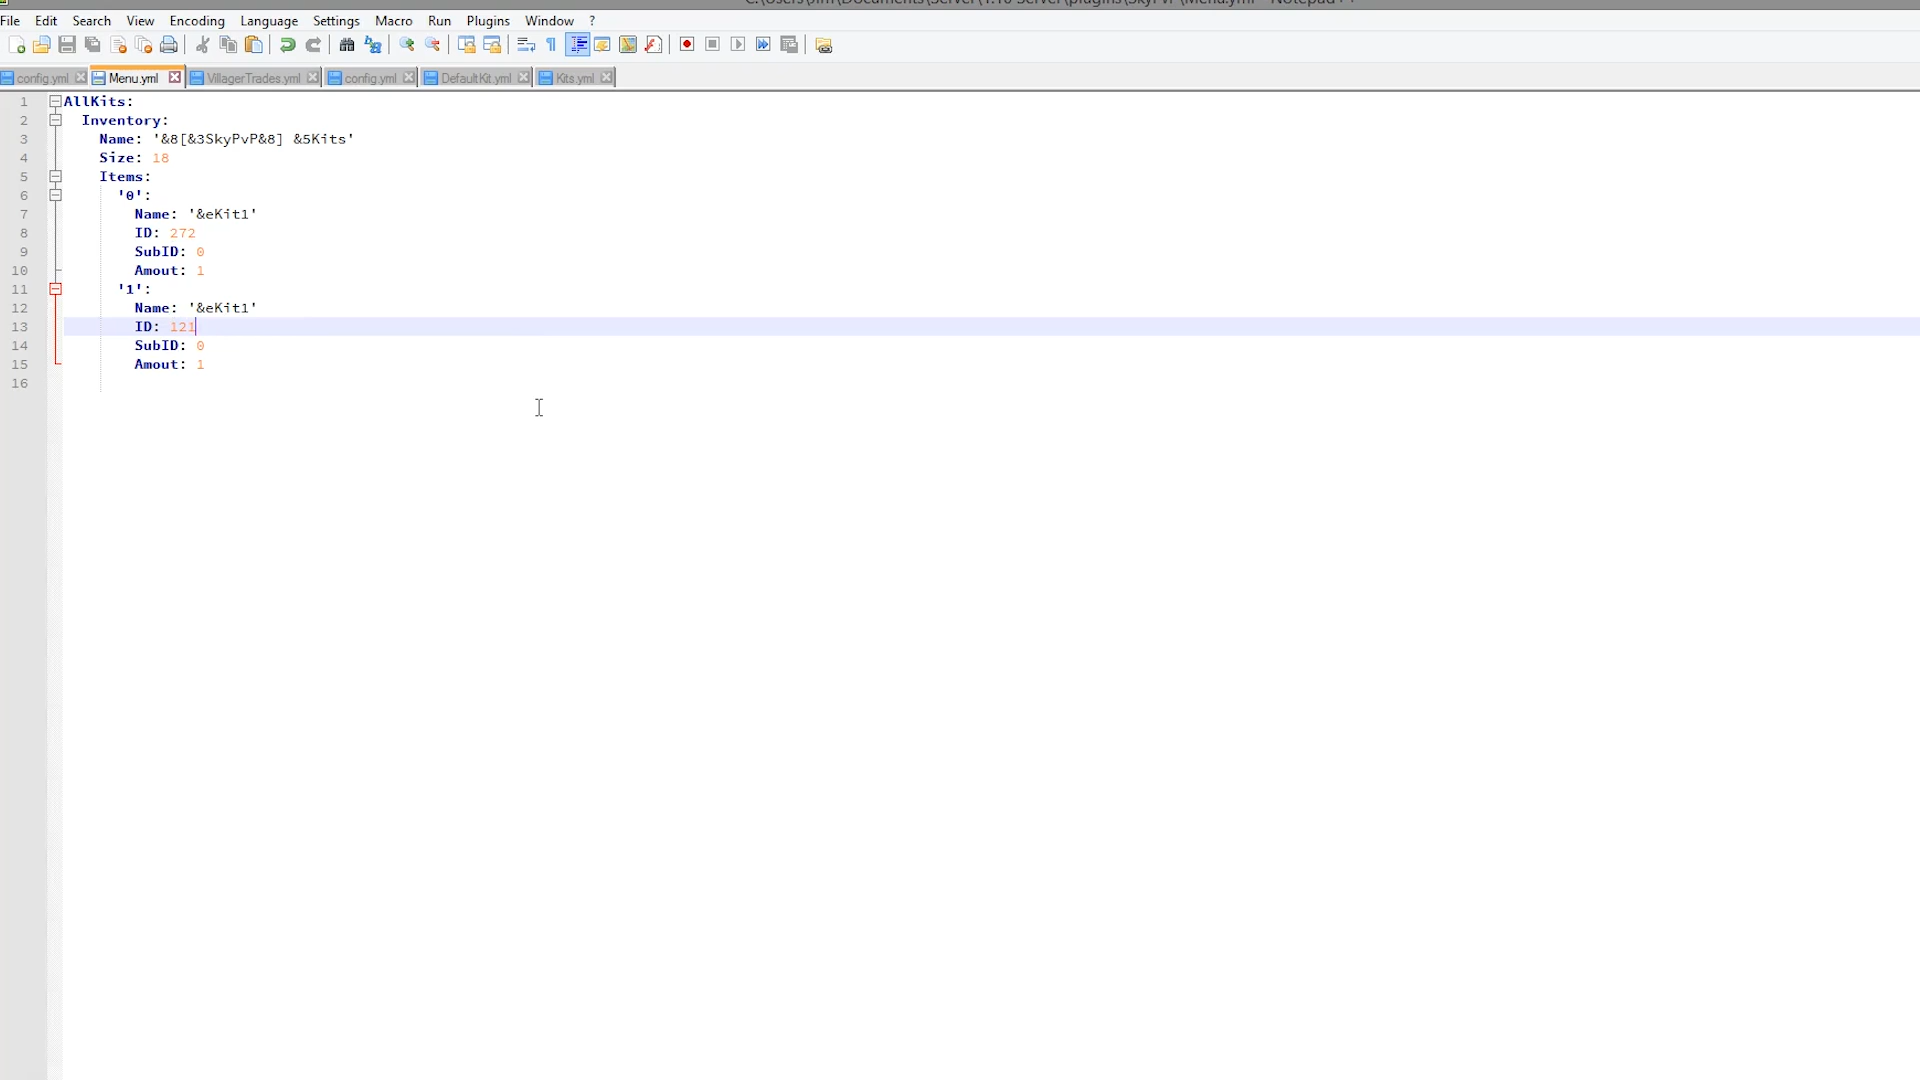 File Edit Search View Encoding Language Settings Macro Run Plugins Window ?
config.yml Menu.yml VillagerTrades.yml config.yml DefaultKit.yml Kits.yml
1 AllKits:
2 Inventory:
3 Name: '&8[&3SkyPvP&8] &5Kits'
4 Size: 18
5 Items:
6 '0':
7 Name: '&eKit1'
8 ID: 272
9 SubID: 0
10 Amout: 1
11 '1':
12 Name: '&eKit1'
13 ID: 121
14 SubID: 0
15 Amout: 1
16